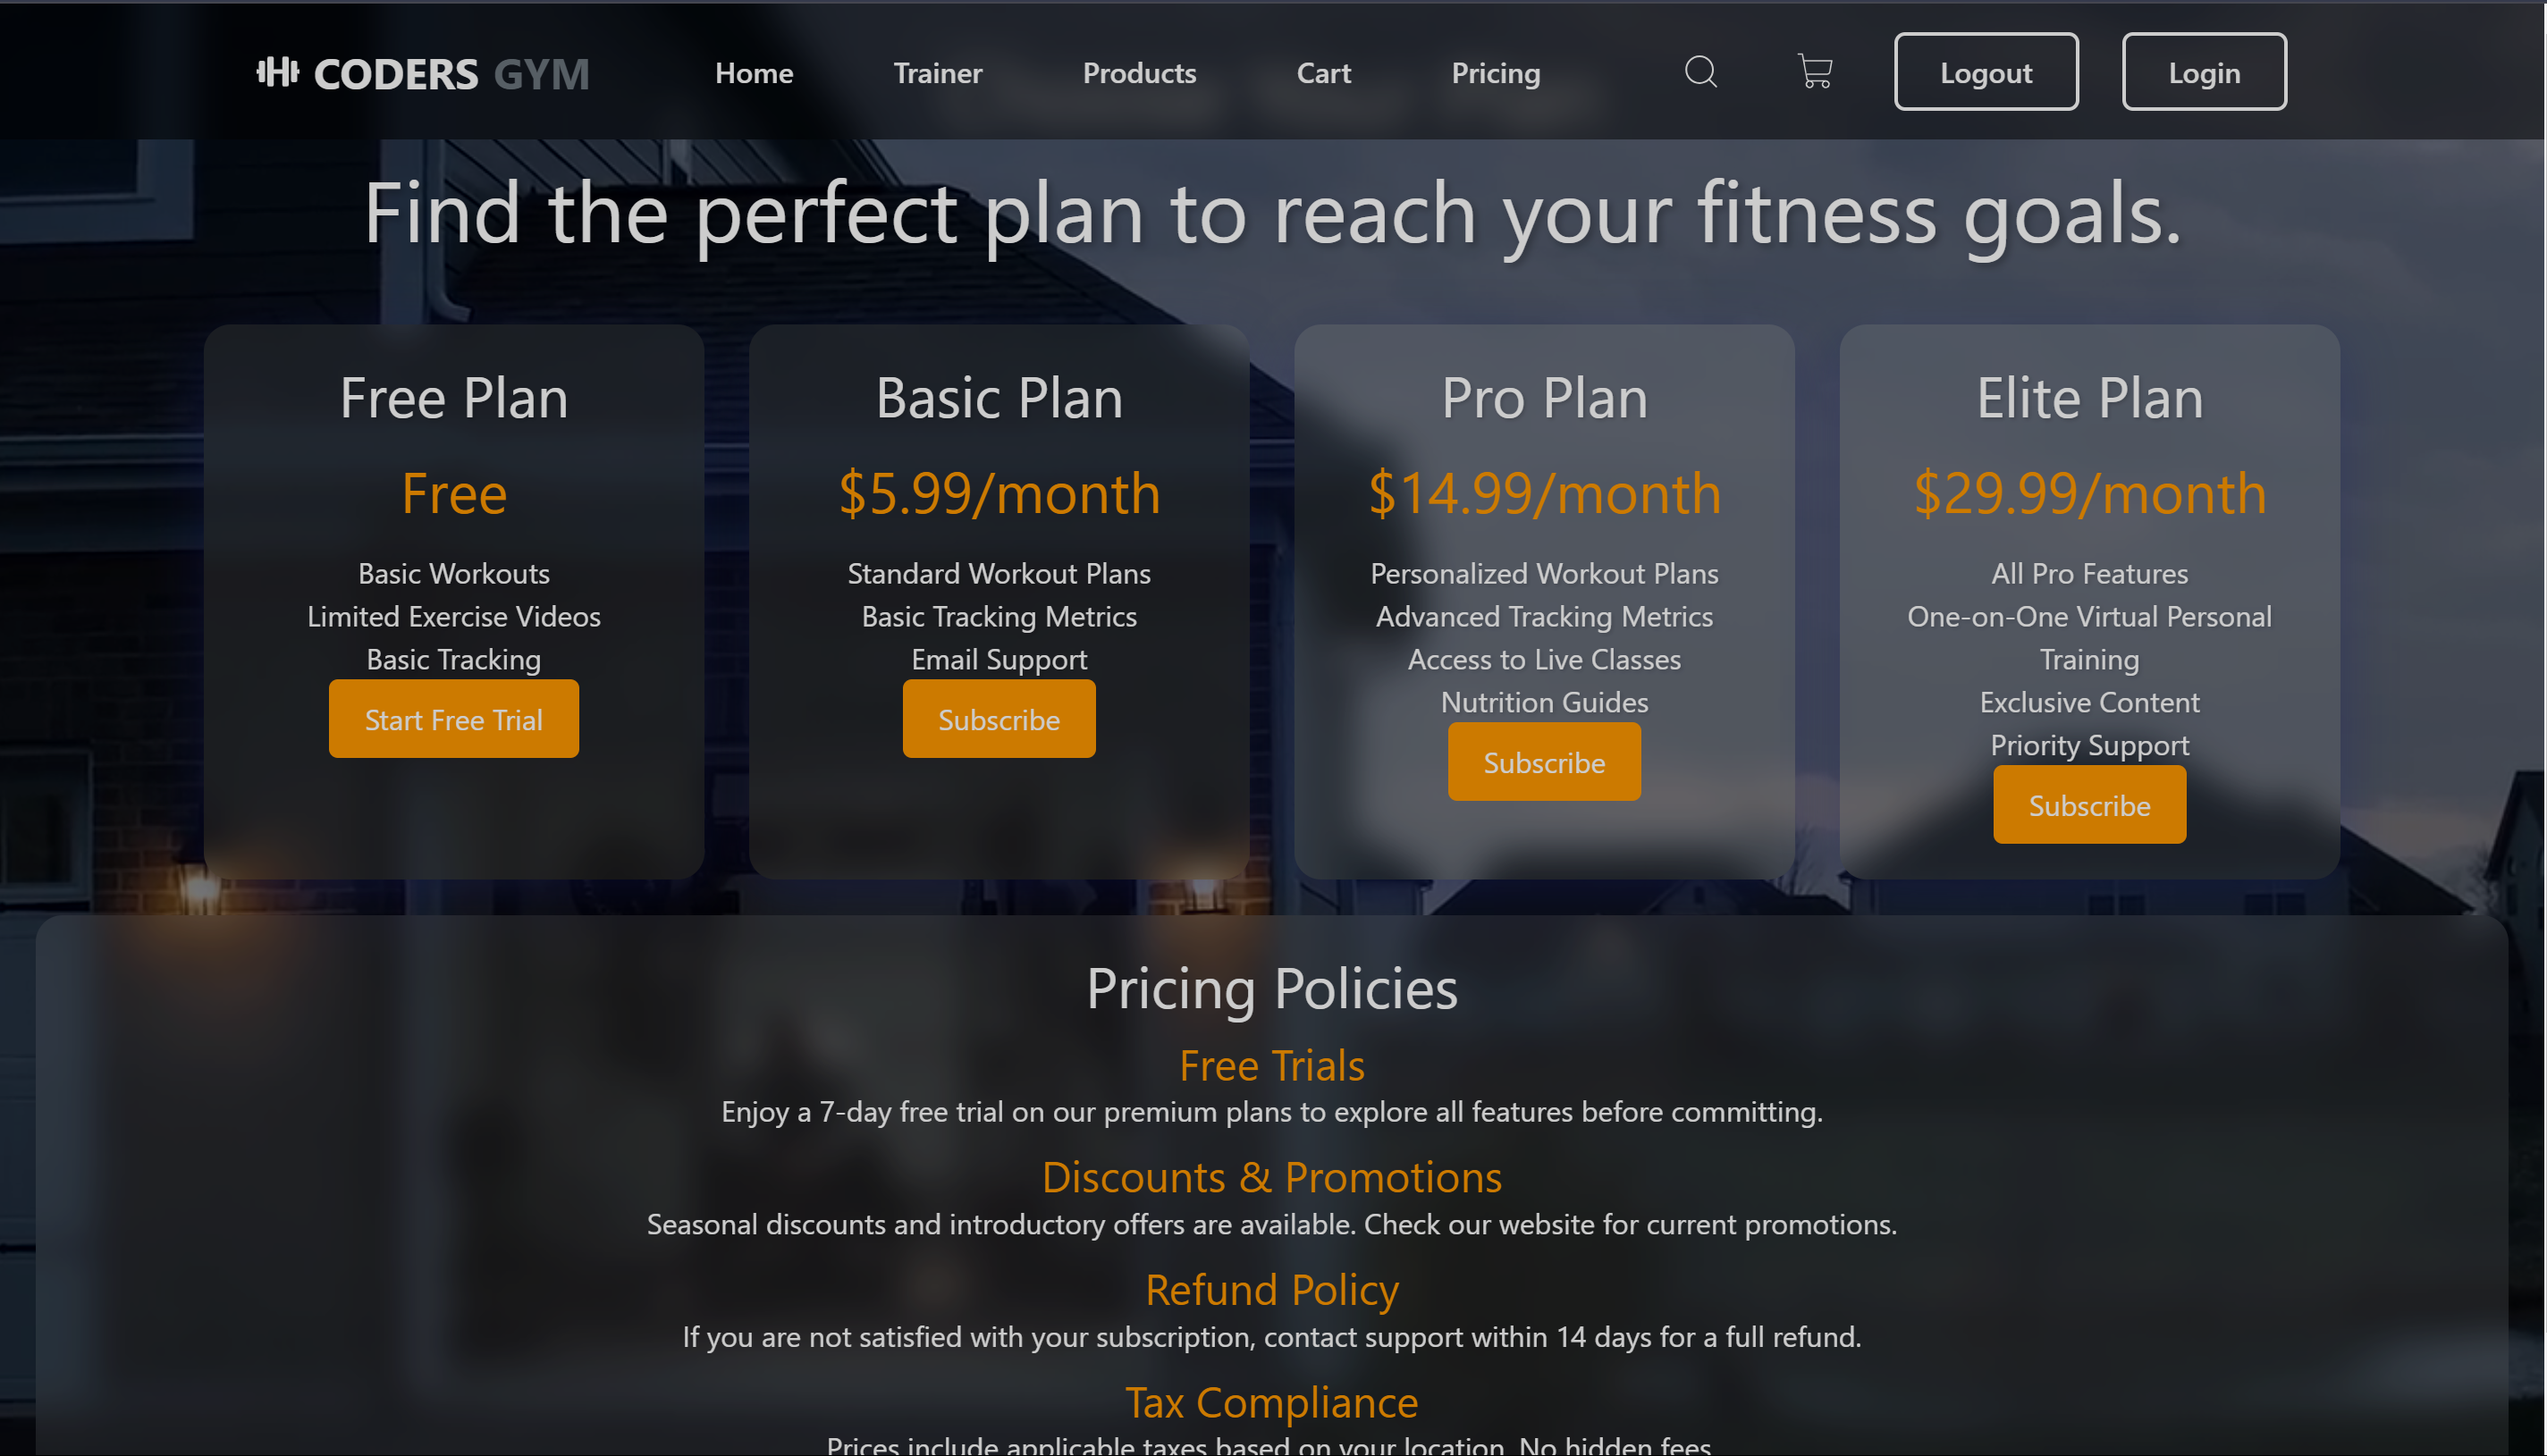 CODERS GYM Home Trainer Products Cart Pricing Logout Login
Find the perfect plan to reach your fitness goals.
Free Plan
Free
Basic Workouts
Limited Exercise Videos
Basic Tracking
Start Free Trial
Basic Plan
$5.99/month
Standard Workout Plans
Basic Tracking Metrics
Email Support
Subscribe
Pro Plan
$14.99/month
Personalized Workout Plans
Advanced Tracking Metrics
Access to Live Classes
Nutrition Guides
Subscribe
Elite Plan
$29.99/month
All Pro Features
One-on-One Virtual Personal
Training
Exclusive Content
Priority Support
Subscribe
Pricing Policies
Free Trials
Enjoy a 7-day free trial on our premium plans to explore all features before committing.
Discounts & Promotions
Seasonal discounts and introductory offers are available. Check our website for current promotions.
Refund Policy
If you are not satisfied with your subscription, contact support within 14 days for a full refund.
Tax Compliance
Prices include applicable taxes based on your location. No hidden fees